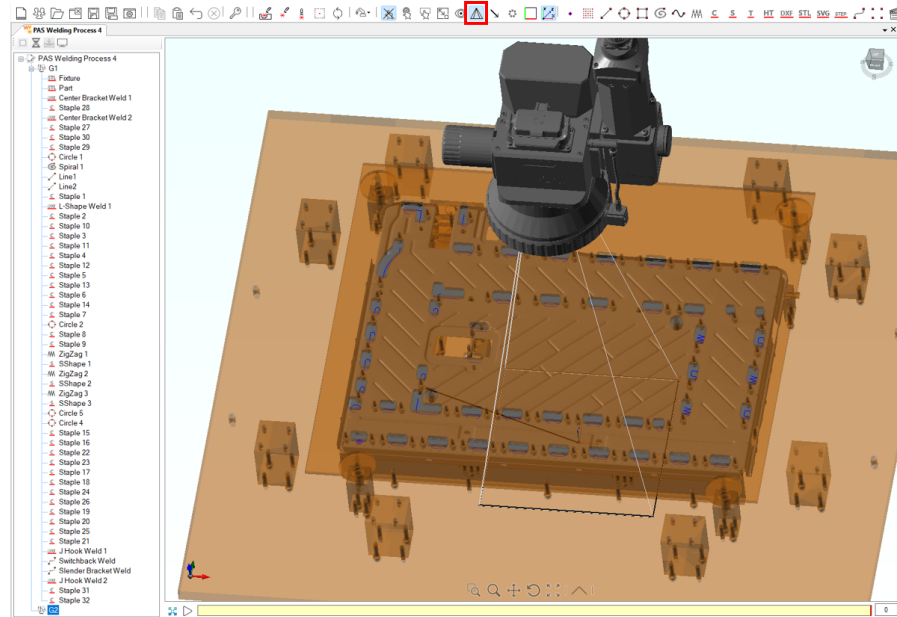 C S T HT DXF STL SVG STEP
PAS Welding Process 4
PAS Welding Process 4
G1
Fixture
Part
Center Bracket Weld 1
Staple 28
Center Bracket Weld 2
Staple 27
Staple 30
Staple 29
Circle 1
Spiral 1
Line1
Line2
Staple 1
L-Shape Weld 1
Staple 2
Staple 10
Staple 3
Staple 11
Staple 4
Staple 12
Staple 5
Staple 13
Staple 6
Staple 14
Staple 7
Circle 2
Staple 8
Staple 9
ZigZag 1
SShape 1
ZigZag 2
SShape 2
ZigZag 3
SShape 3
Circle 5
Circle 4
Staple 15
Staple 16
Staple 22
Staple 23
Staple 17
Staple 18
Staple 24
Staple 26
Staple 19
Staple 20
Staple 25
Staple 21
J Hook Weld 1
Switchback Weld
Slender Bracket Weld
J Hook Weld 2
Staple 31
Staple 32
G2
0